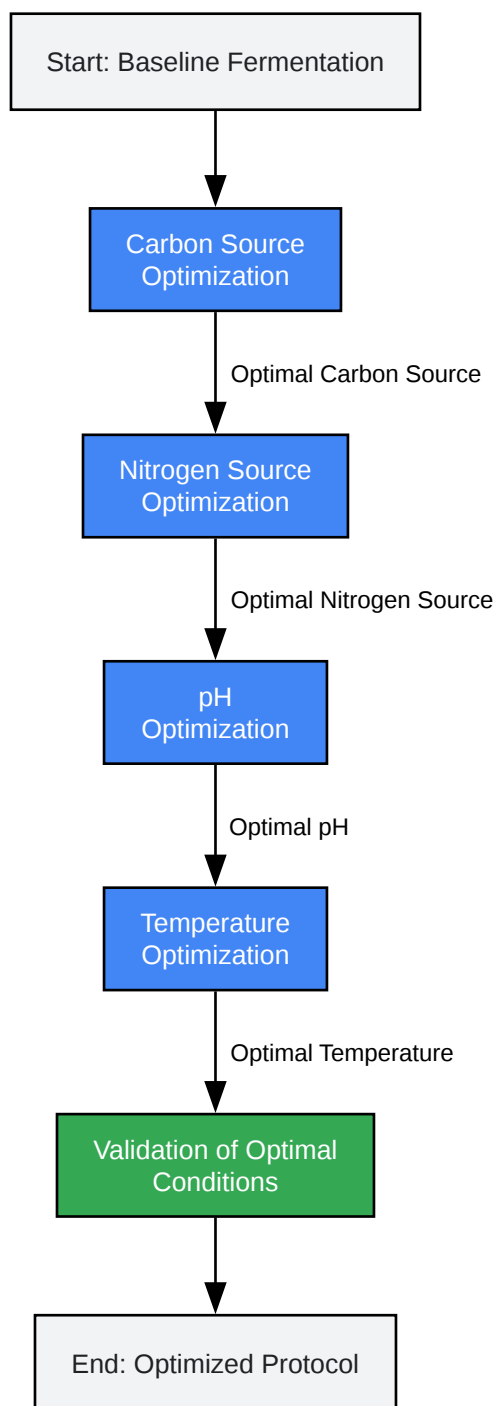 Start: Baseline Fermentation
Carbon Source
Optimization
Optimal Carbon Source
Nitrogen Source
Optimization
Optimal Nitrogen Source
pH
Optimization
Optimal pH
Temperature
Optimization
Optimal Temperature
Validation of Optimal
Conditions
End: Optimized Protocol